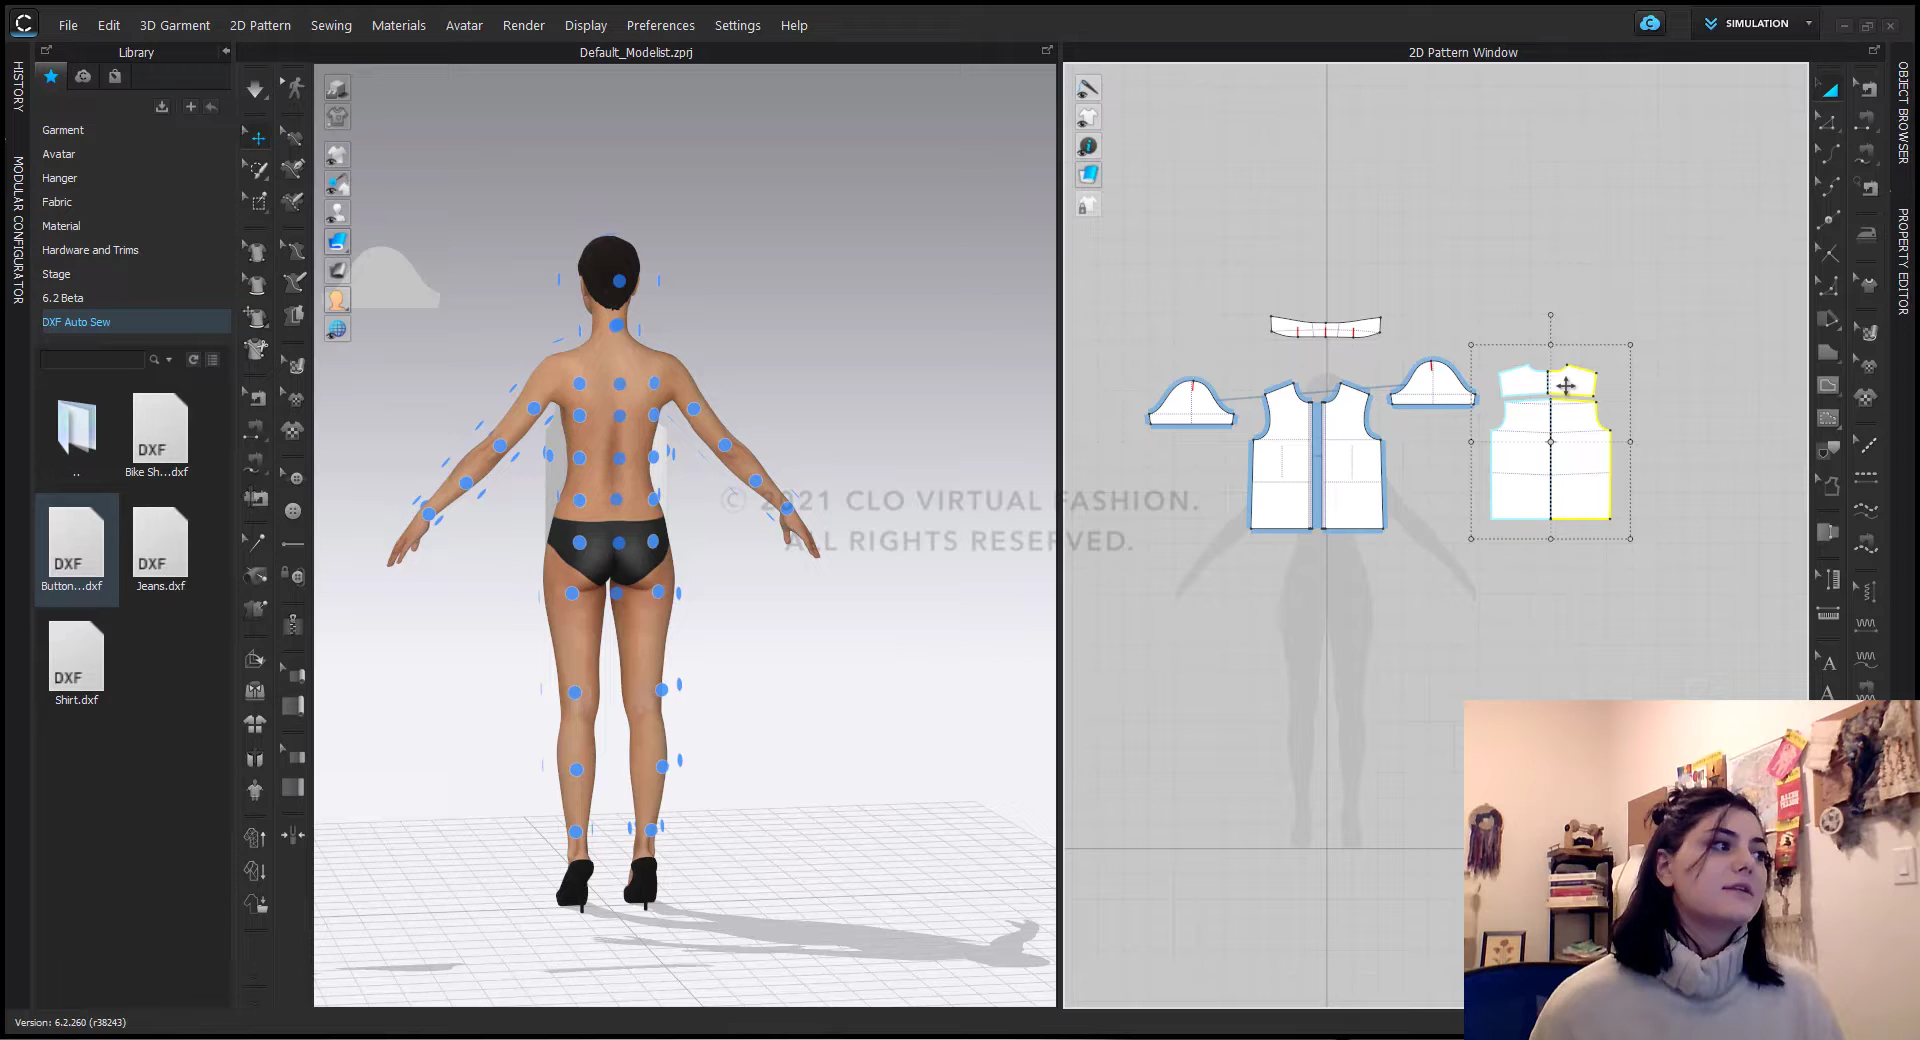 File Edit 3D Garment 2D Pattern Sewing Materials Avatar Render Display Preferences Settings Help
SIMULATION
Library
Default_Modelist.zprj
2D Pattern Window
HISTORY
MODULAR CONFIGURATOR
OBJECT BROWSER
PROPERTY EDITOR
Garment
Avatar
Hanger
Fabric
Material
Hardware and Trims
Stage
6.2 Beta
DXF Auto Sew
..
DXF
Bike Sh...dxf
DXF
Button...dxf
DXF
Jeans.dxf
DXF
Shirt.dxf
© 2021 CLO VIRTUAL FASHION.
ALL RIGHTS RESERVED.
Version: 6.2.260 (r38243)